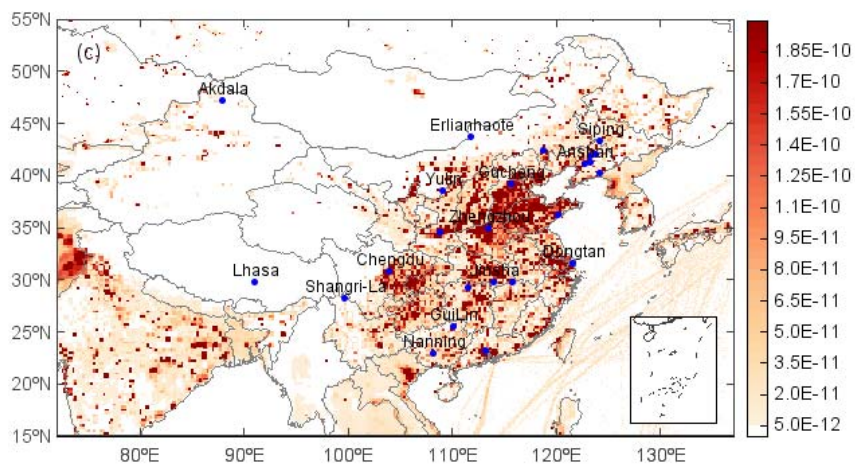 55ºN
50ºN
45ºN
40ºN
35ºN
30ºN
25ºN
20ºN
15ºN
(c)
Akdala
Erlianhaote
Siping
Anshan
Yulin
Guchang
Zhengzhou
Dongtan
Chengdu
Lhasa
Jinsha
Shangri-La
GuiLin
Nanning
80ºE
90ºE
100ºE
110ºE
120ºE
130ºE
1.85E-10
1.7E-10
1.55E-10
1.4E-10
1.25E-10
1.1E-10
9.5E-11
8.0E-11
6.5E-11
5.0E-11
3.5E-11
2.0E-11
5.0E-12